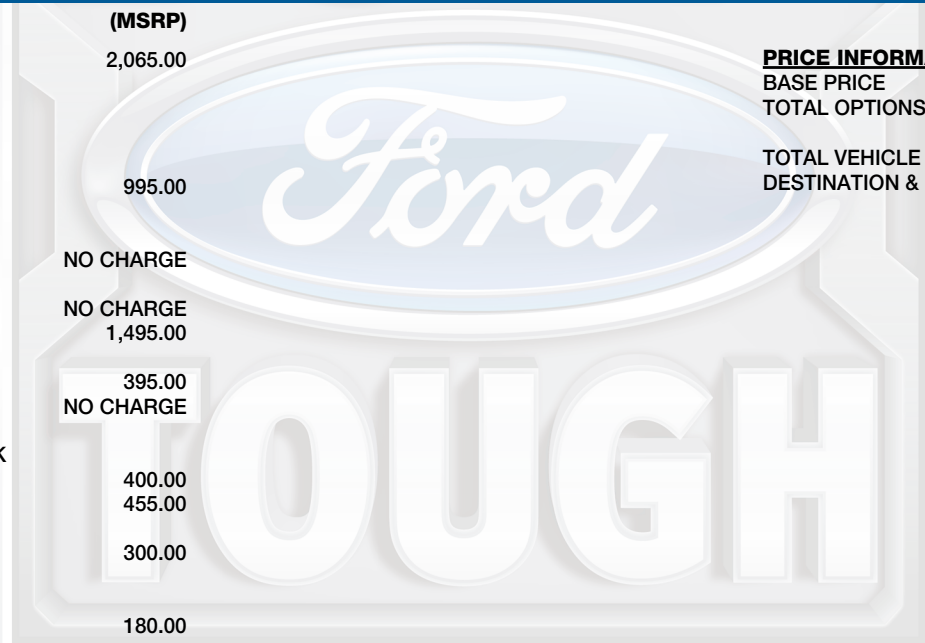 (MSRP)
2,065.00
995.00
NO CHARGE
NO CHARGE
1,495.00
395.00
NO CHARGE
400.00
455.00
300.00
180.00
PRICE INFORMA
BASE PRICE
TOTAL OPTIONS
TOTAL VEHICLE
DESTINATION &
K
Ford
TOUGH